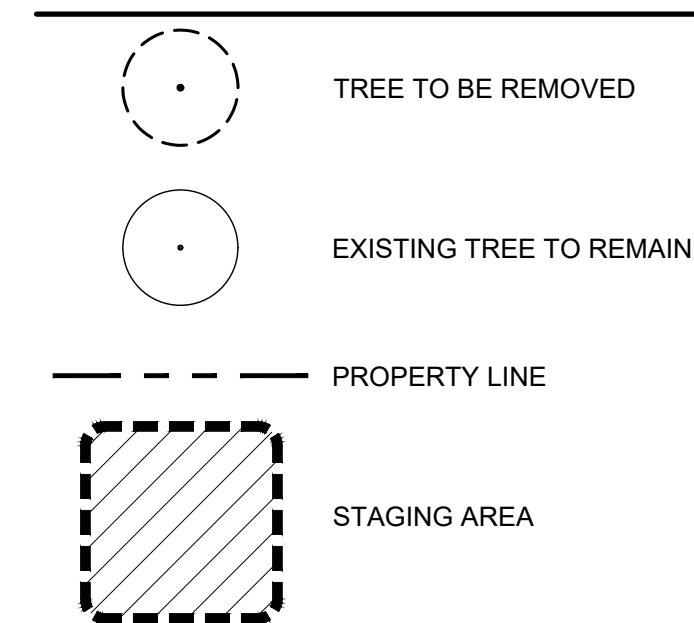 TREE TO BE REMOVED
EXISTING TREE TO REMAIN
PROPERTY LINE
STAGING AREA